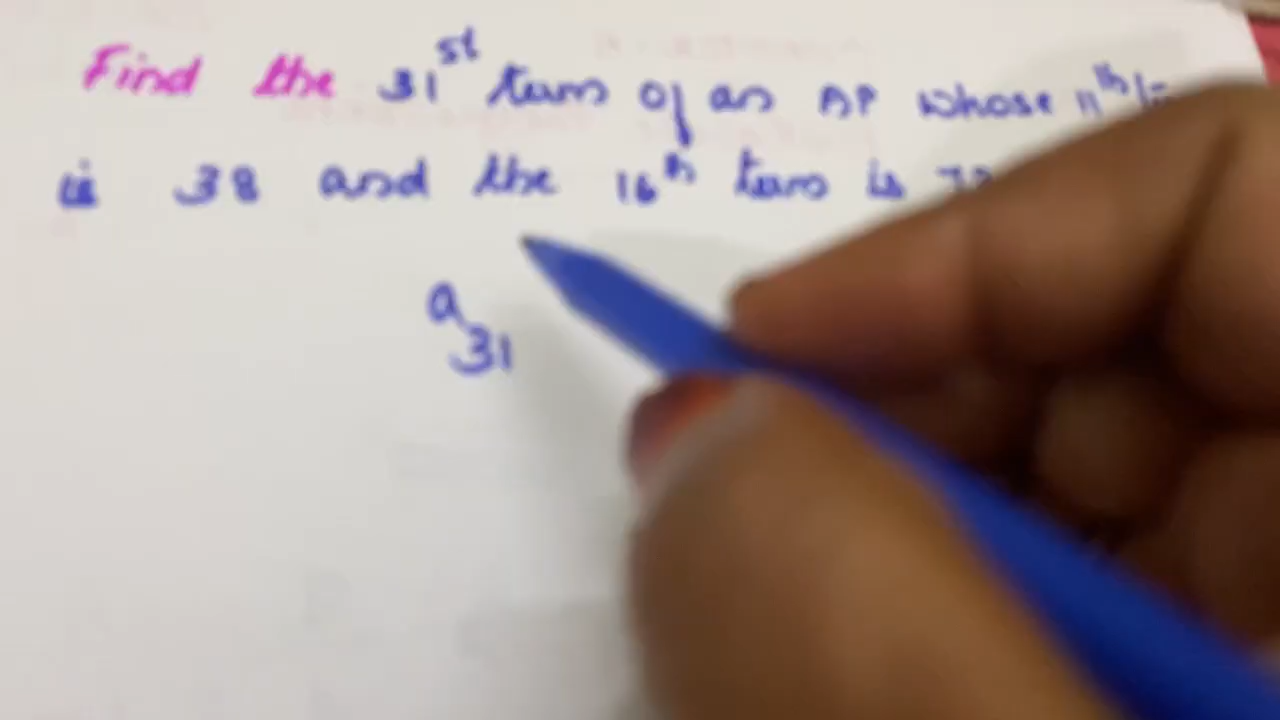 Find the 31st term of an AP whose 11th
is 38 and the 16th term is
a31